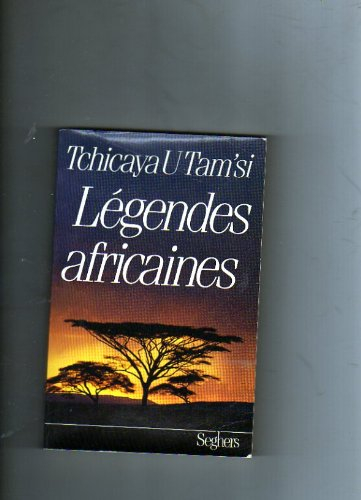 Tchicaya U Tam'si
Légendes
africaines
Seghers